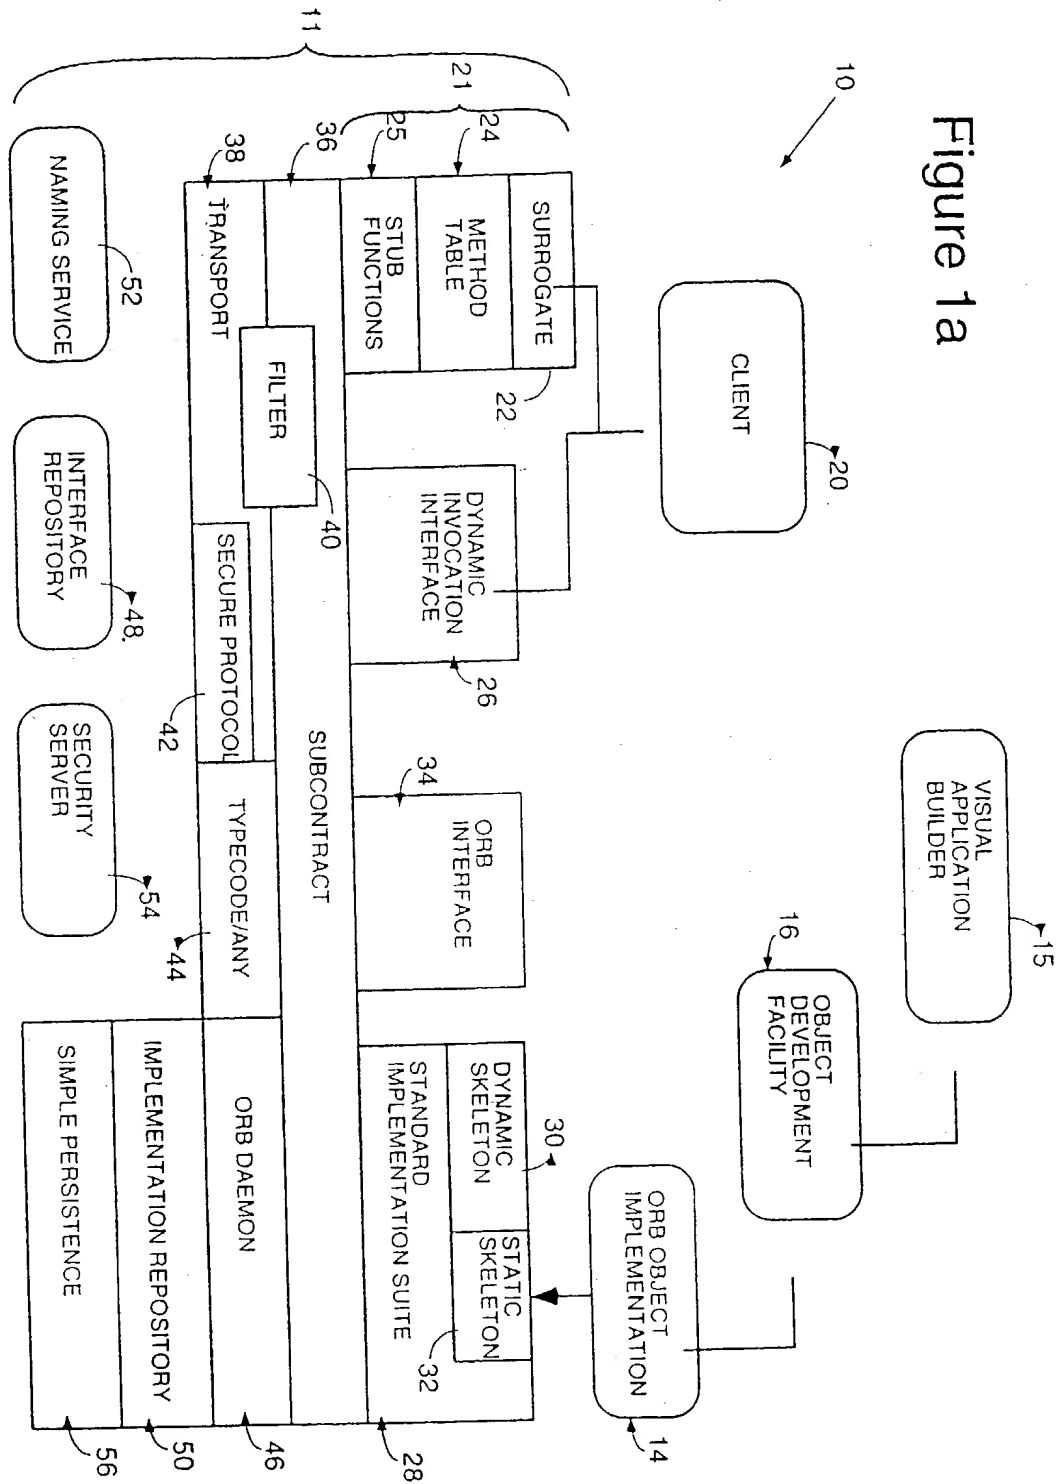 Figure 1a
10
CLIENT
20
VISUAL
APPLICATION
BUILDER
15
16
OBJECT
DEVELOPMENT
FACILITY
ORB OBJECT
IMPLEMENTATION
14
11
21
SURROGATE
22
24
METHOD
TABLE
25
STUB
FUNCTIONS
DYNAMIC
INVOCATION
INTERFACE
26
34
ORB
INTERFACE
30
DYNAMIC
SKELETON
STATIC
SKELETON
32
STANDARD
IMPLEMENTATION SUITE
28
36
SUBCONTRACT
FILTER
40
38
TRANSPORT
SECURE PROTOCOL
42
TYPECODE/ANY
44
ORB DAEMON
46
IMPLEMENTATION REPOSITORY
50
SIMPLE PERSISTENCE
56
NAMING SERVICE
52
INTERFACE
REPOSITORY
48
SECURITY
SERVER
54